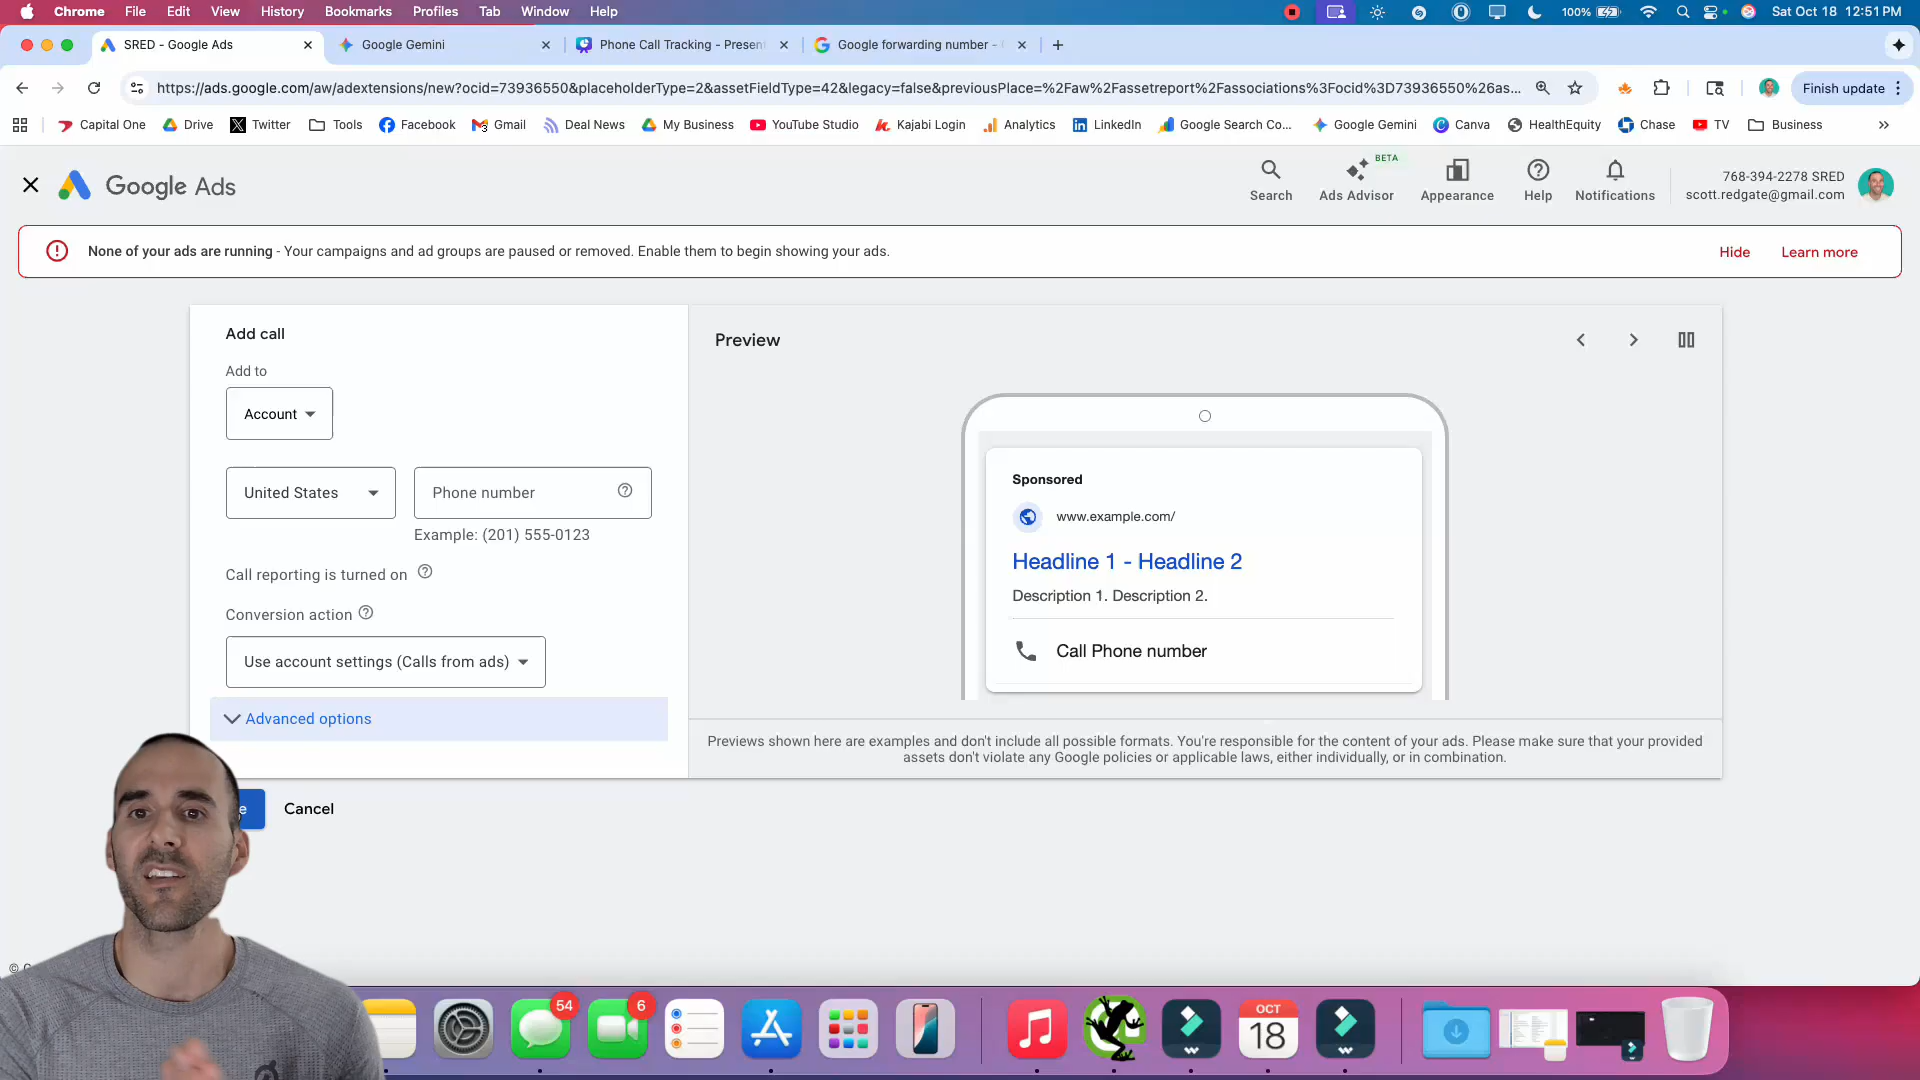 Chrome File Edit View History Bookmarks Profiles Tab Window Help 100% Sat Oct 18 12:51 PM
SRED - Google Ads Google Gemini Phone Call Tracking - Presen Google forwarding number -
https://ads.google.com/aw/adextensions/new?ocid=73936550&placeholderType=2&assetFieldType=42&legacy=false&previousPlace=%2Faw%2Fassetreport%2Fassociations%3Focid%3D73936550%26as... Finish update
Capital One Drive Twitter Tools Facebook Gmail Deal News My Business YouTube Studio Kajabi Login Analytics LinkedIn Google Search Co... Google Gemini Canva HealthEquity Chase TV Business
Google Ads
Search
BETA
Ads Advisor
Appearance
Help
Notifications
768-394-2278 SRED
scott.redgate@gmail.com
None of your ads are running - Your campaigns and ad groups are paused or removed. Enable them to begin showing your ads. Hide Learn more
Add call
Add to
Account
United States Phone number
Example: (201) 555-0123
Call reporting is turned on
Conversion action
Use account settings (Calls from ads)
Advanced options
Preview
Sponsored
www.example.com/
Headline 1 - Headline 2
Description 1. Description 2.
Call Phone number
Previews shown here are examples and don't include all possible formats. You're responsible for the content of your ads. Please make sure that your provided
assets don't violate any Google policies or applicable laws, either individually, or in combination.
Cancel
54
6
OCT
18